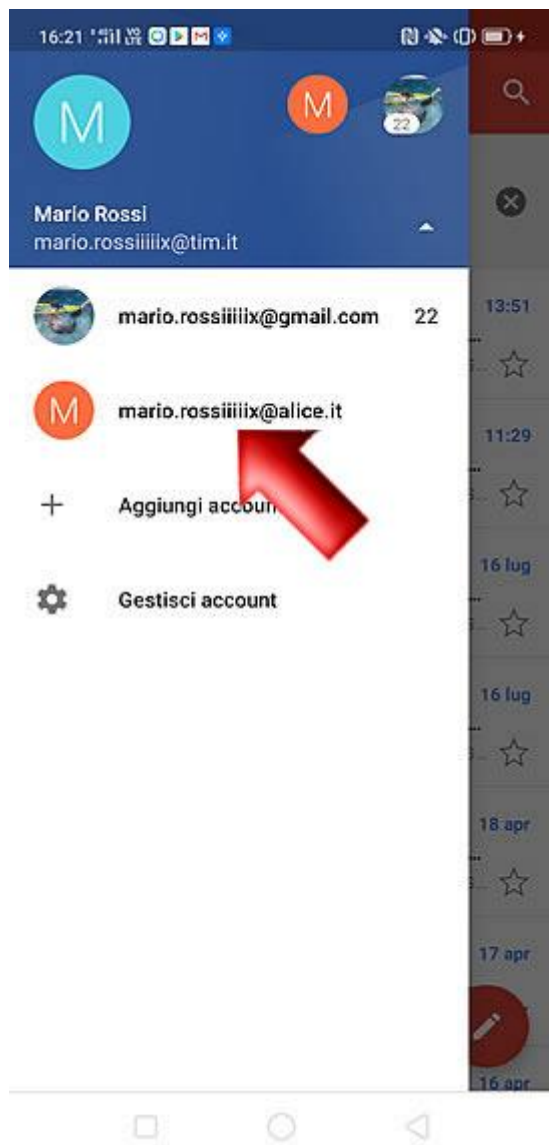 16:21
M
M
22
Mario Rossi
mario.rossiiiiix@tim.it
mario.rossiiiiix@gmail.com 22
M mario.rossiiiiix@alice.it
Aggiungi accoun
Gestisci account
13:51
11:29
16 lug
16 lug
18 apr
17 apr
16 apr